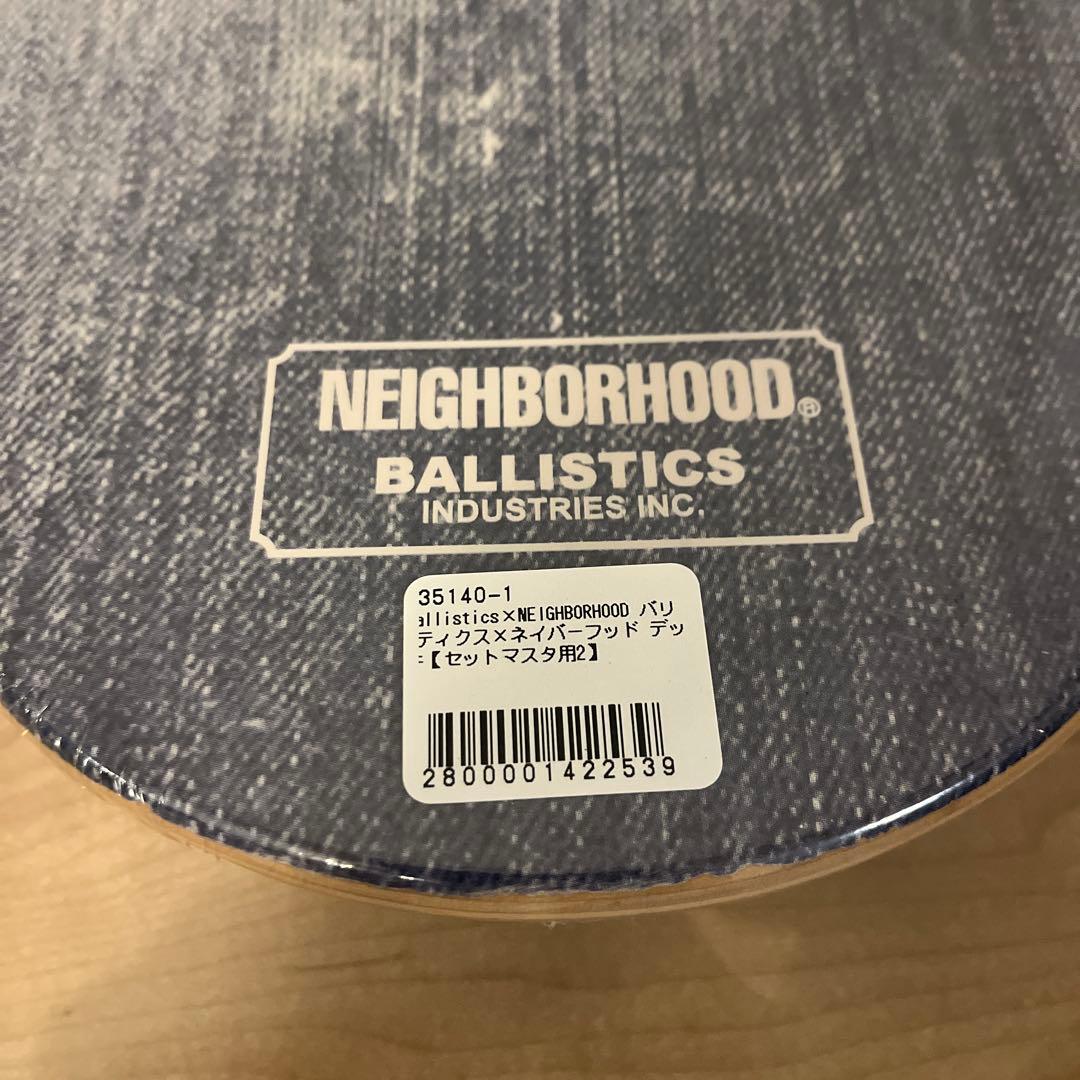 NEIGHBORHOOD®
BALLISTICS
INDUSTRIES INC.
35140-1
allistics×NEIGHBORHOOD バリ
ティクス×ネイバーフッド デッ
【セットマスタ用2】
2800001422539